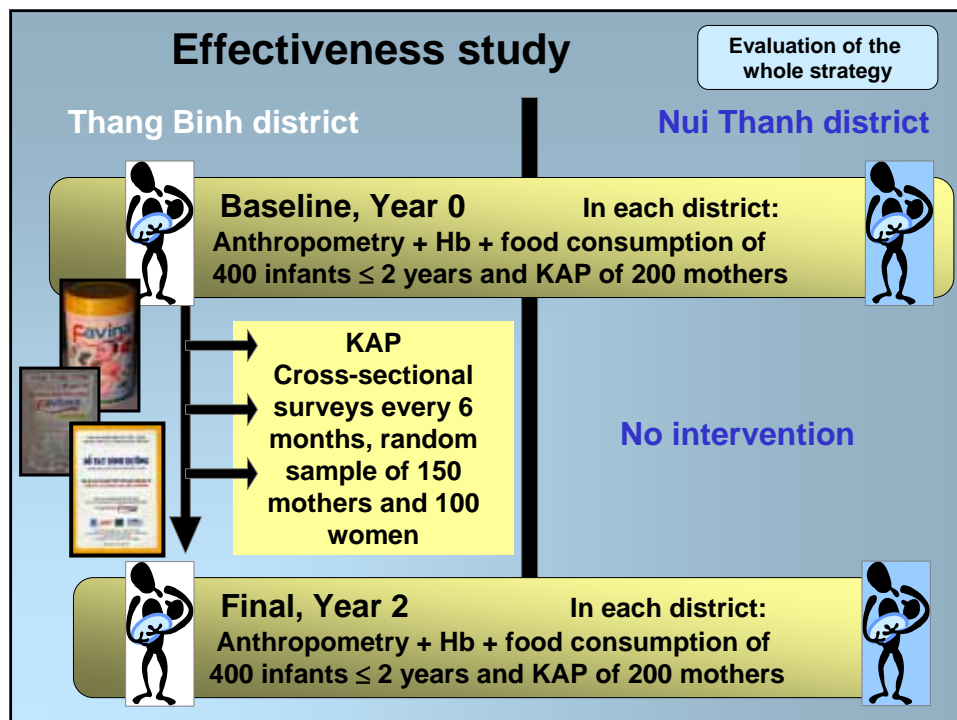 Effectiveness study
Evaluation of the
whole strategy
Thang Binh district
Nui Thanh district
Baseline, Year 0 In each district:
Anthropometry + Hb + food consumption of
400 infants ≤ 2 years and KAP of 200 mothers
Favina
KAP
Cross-sectional
surveys every 6
months, random
sample of 150
mothers and 100
women
No intervention
Final, Year 2 In each district:
Anthropometry + Hb + food consumption of
400 infants ≤ 2 years and KAP of 200 mothers